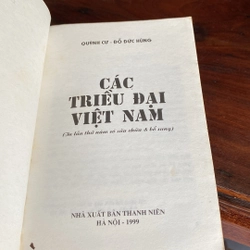 QUỲNH CƯ - ĐỖ ĐỨC HÙNG
CÁC
TRIỀU ĐẠI
VIỆT NAM
(In lần thứ năm có sửa chữa & bổ sung)
NHÀ XUẤT BẢN THANH NIÊN
HÀ NỘI - 1999